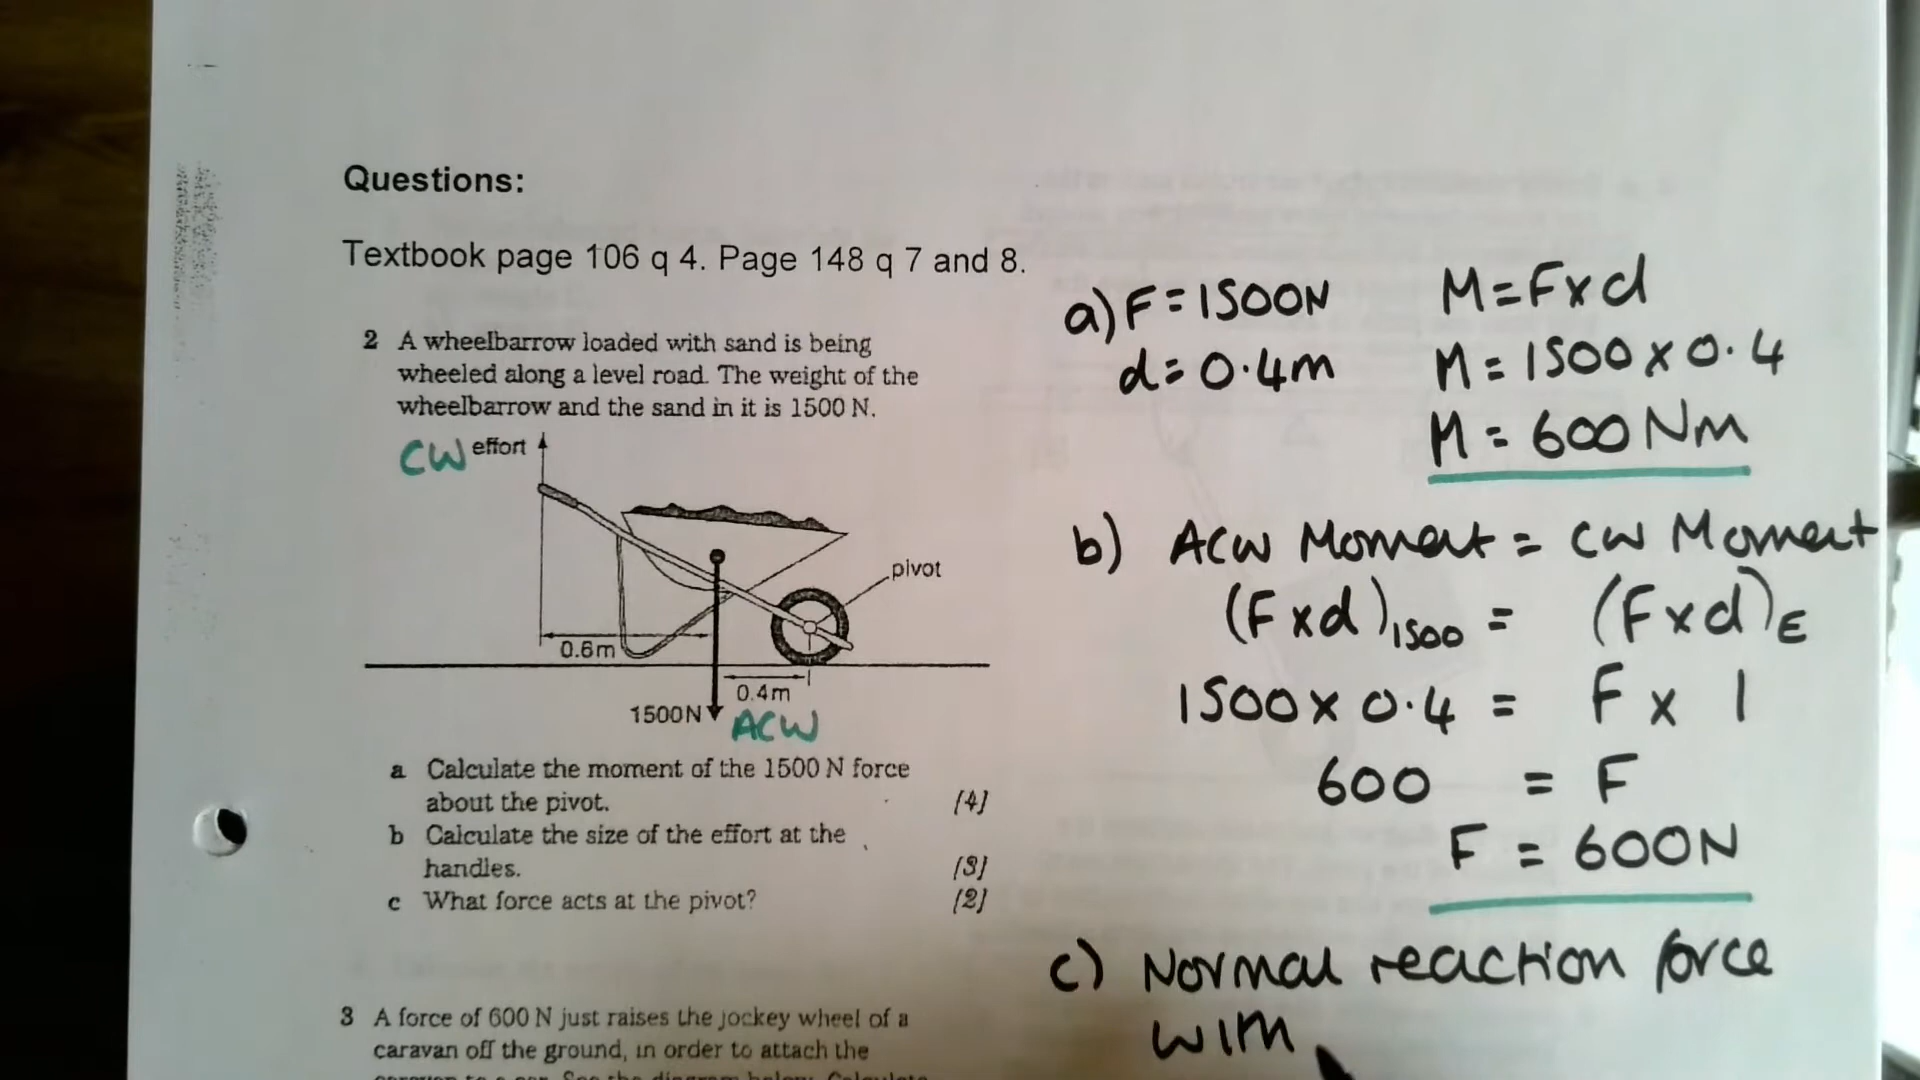 Questions:
Textbook page 106 q 4. Page 148 q 7 and 8.
2 A wheelbarrow loaded with sand is being
wheeled along a level road. The weight of the
wheelbarrow and the sand in it is 1500 N.
CW effort
pivot
0.6m
0.4m
1500N
ACW
a Calculate the moment of the 1500 N force
about the pivot. [4]
b Calculate the size of the effort at the
handles. [3]
c What force acts at the pivot? [2]
3 A force of 600 N just raises the jockey wheel of a
caravan off the ground, in order to attach the
a) F = 1500N
d = 0.4m
M = F x d
M = 1500 x 0.4
M = 600 Nm
b) ACW Moment = CW Moment
(F x d)1500 = (F x d)E
1500 x 0.4 = F x 1
600 = F
F = 600N
c) Normal reaction force
with